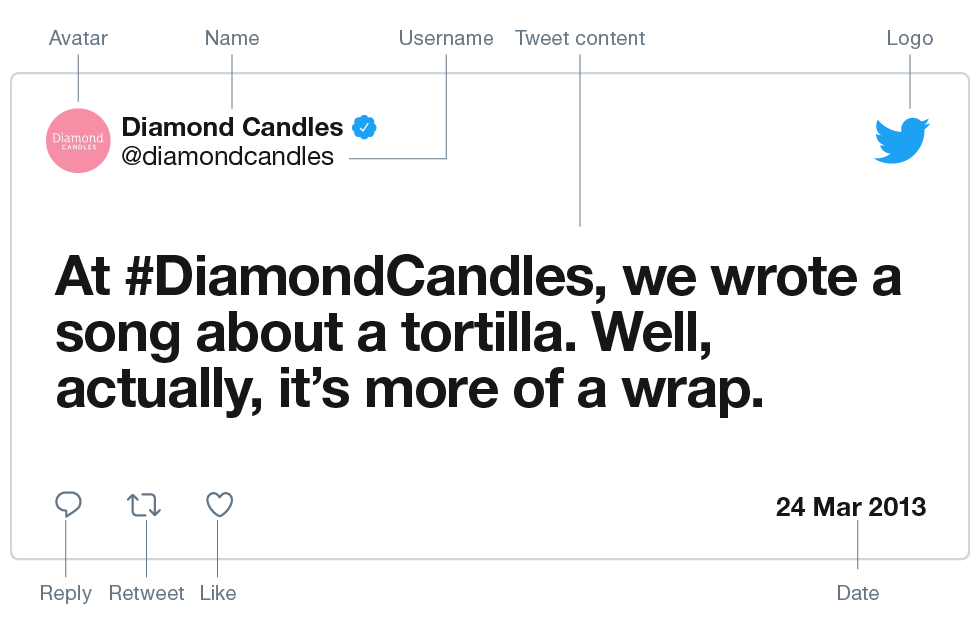 Avatar
Name
Username
Tweet content
Logo
Diamond
CANDLES
Diamond Candles
@diamondcandles
At #DiamondCandles, we wrote a
song about a tortilla. Well,
actually, it’s more of a wrap.
24 Mar 2013
Reply
Retweet
Like
Date